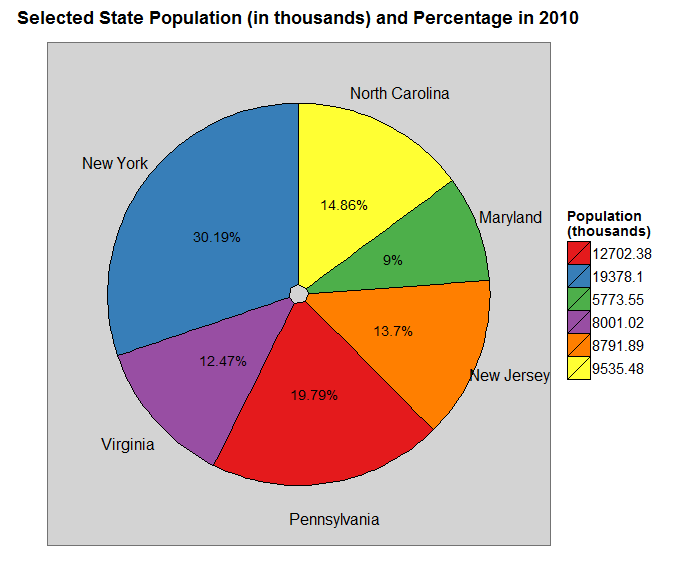 Selected State Population (in thousands) and Percentage in 2010
North Carolina
New York
14.86%
Maryland
Population
(thousands)
30.19%
12702.38
9%
19378.1
5773.55
8001.02
13.7%
8791.89
12.47%
9535.48
New Jersey
19.79%
Virginia
Pennsylvania